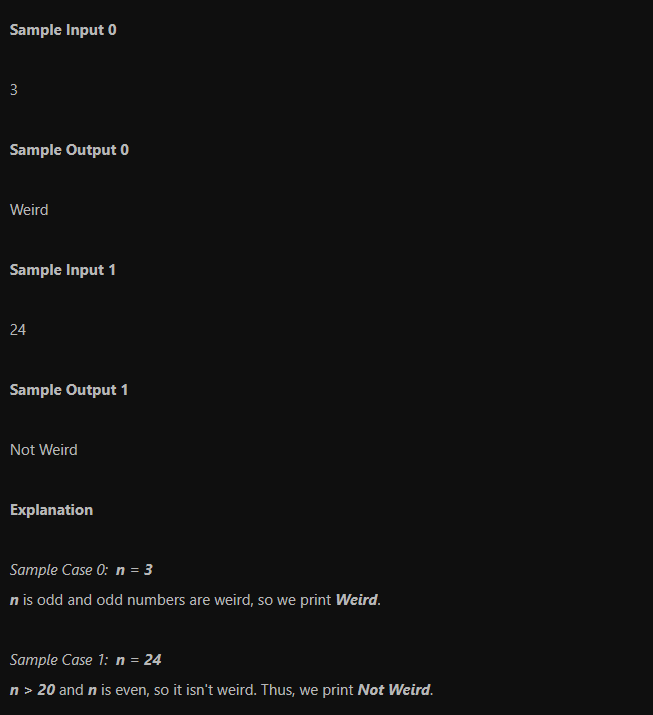 Sample Input 0
3
Sample Output 0
Weird
Sample Input 1
24
Sample Output 1
Not Weird
Explanation
Sample Case 0: n = 3
n is odd and odd numbers are weird, so we print Weird.
Sample Case 1: n = 24
n > 20 and n is even, so it isn't weird. Thus, we print Not Weird.